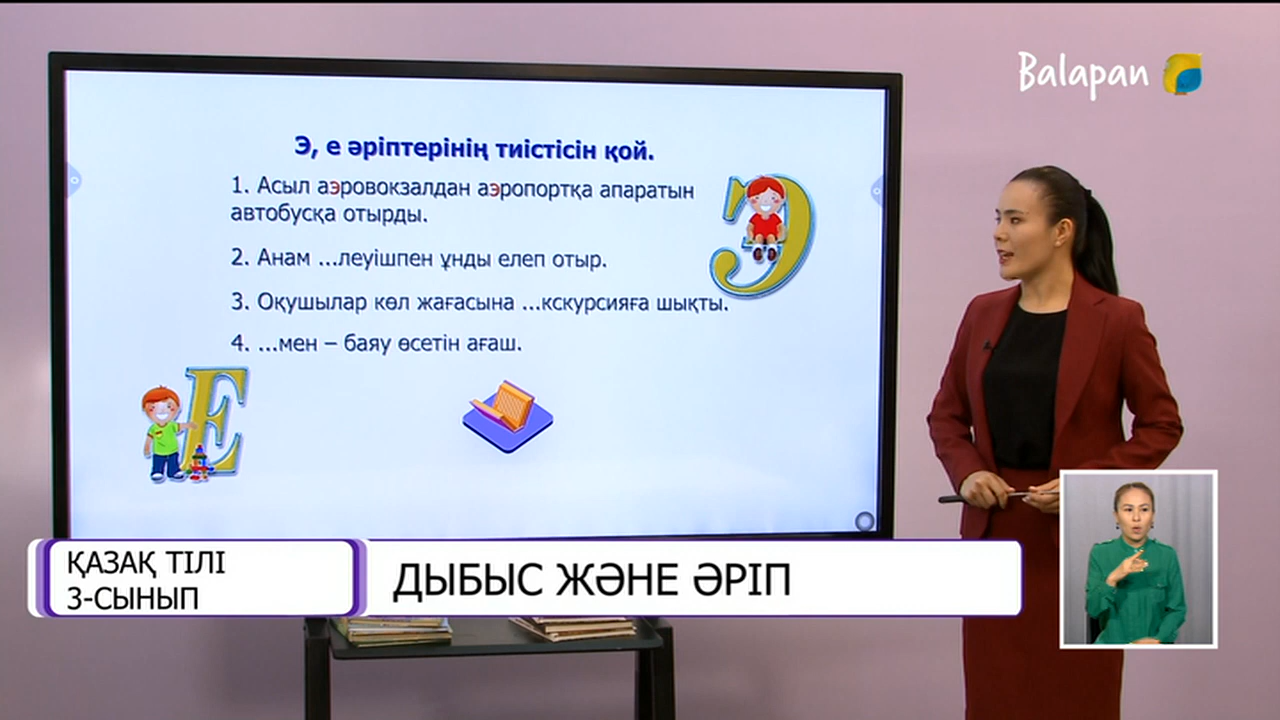 Balapan
Э, е әріптерінің тиістісін қой.
1. Асыл аэровокзалдан аэропортқа апаратын
автобусқа отырды.
2. Анам ...леуішпен ұнды елеп отыр.
3. Оқушылар көл жағасына ...кскурсияға шықты.
4. ...мен – баяу өсетін ағаш.
Э
Е
ҚАЗАҚ ТІЛІ
3-СЫНЫП
ДЫБЫС ЖӘНЕ ӘРІП